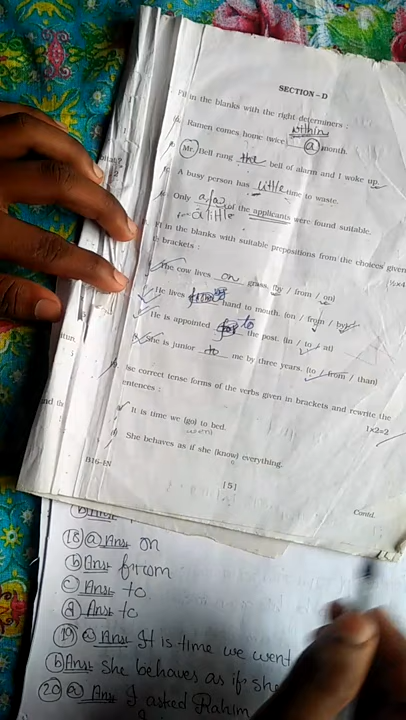 SECTION – D
Fill in the blanks with the right determiners :
within
Ramen comes home twice (a) month.
Mr. Bell rang the bell of alarm and I woke up.
A busy person has little time to waste.
Only a few of the applicants were found suitable.
a little
in the blanks with suitable prepositions from the choices given
brackets :
½×4
The cow lives on grass. (by / from / on)
He lives hand to mouth. (on / from / by)
He is appointed to the post. (in / to / at)
He is junior to me by three years. (to / from / than)
Use correct tense forms of the verbs given in brackets and rewrite the
sentences :
1×2=2
It is time we (go) to bed.
went
She behaves as if she (know) everything.
B16–EN
[ 5 ]
Contd.
(18) (a) Ans: on
(b) Ans: from
(c) Ans: to
(d) Ans: to
(19) (a) Ans: It is time we went
(b) Ans: She behaves as if she
(20) (a) Ans: I asked Rahim